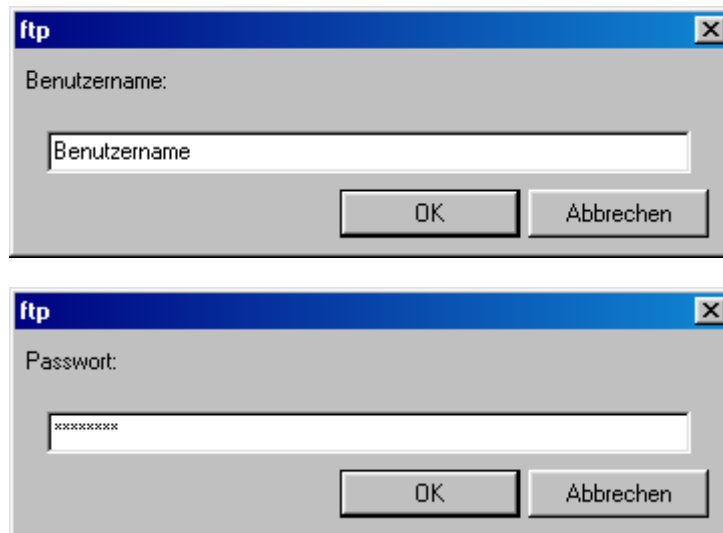 ftp
Benutzername:
Benutzername
OK Abbrechen
ftp
Passwort:
********
OK Abbrechen